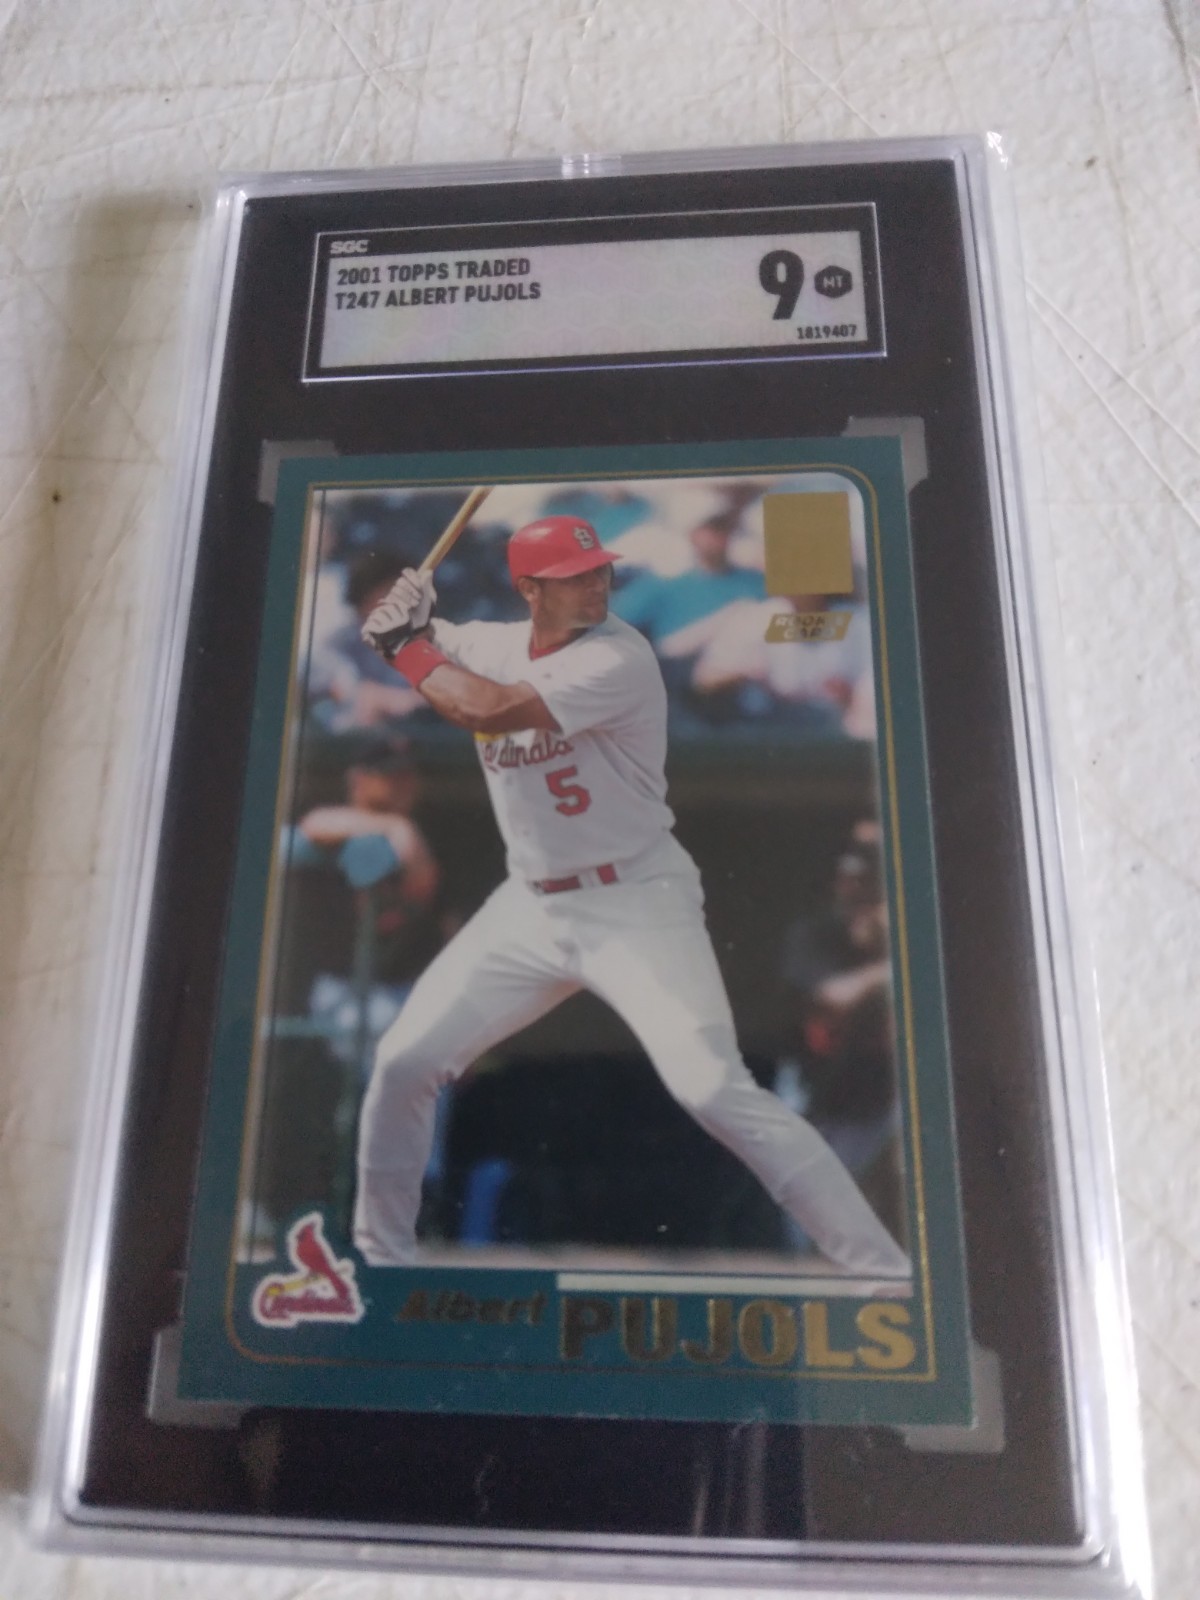 SGC
2001 TOPPS TRADED
T247 ALBERT PUJOLS
9 MT
1819407
ROOKIE
CARD
Cardinals
5
Cardinals
Albert PUJOLS